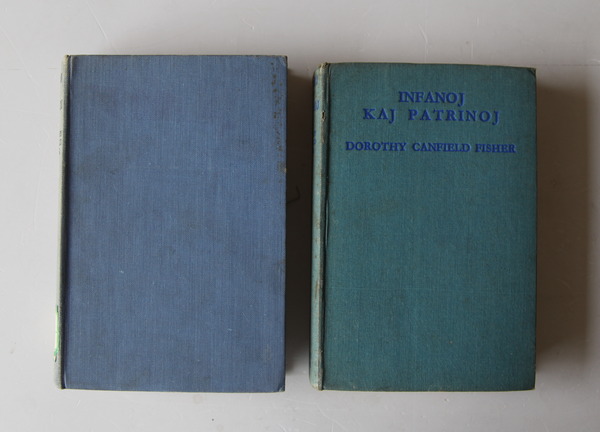 INFANOJ
KAJ PATRINOJ
DOROTHY CANFIELD FISHER